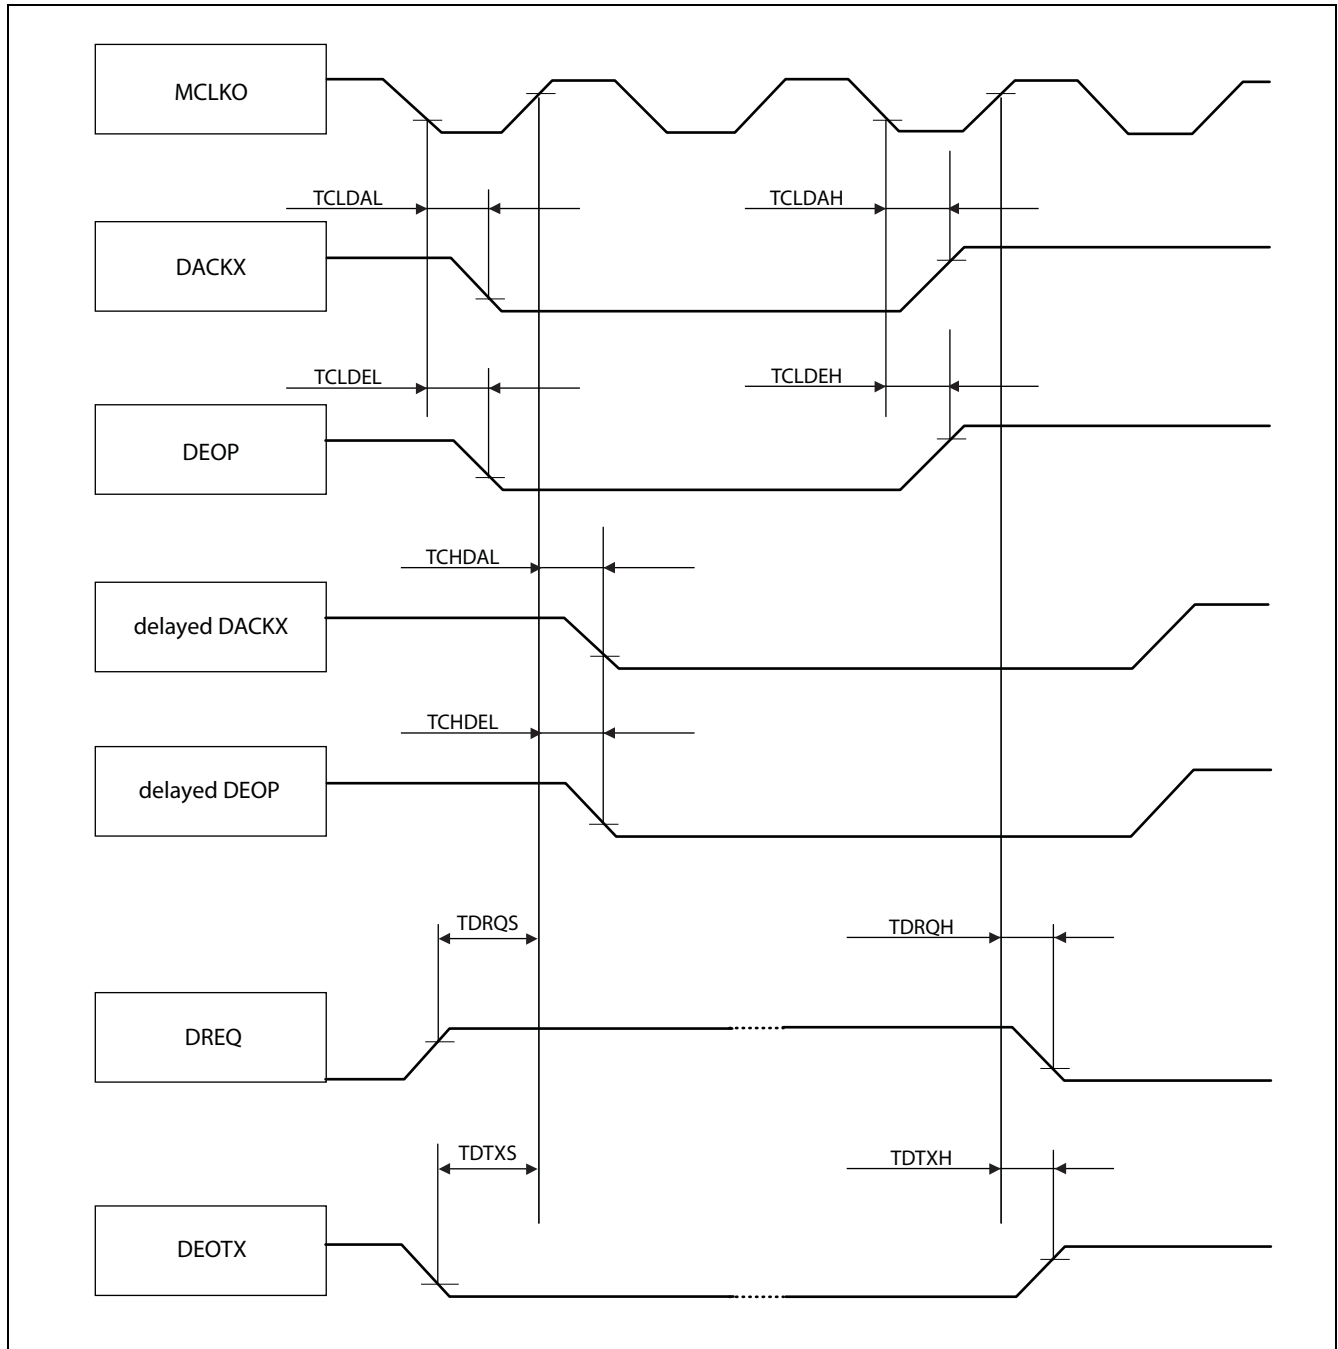 MCLKO
TCLDAL
TCLDAH
DACKX
TCLDEL
TCLDEH
DEOP
TCHDAL
delayed DACKX
TCHDEL
delayed DEOP
TDRQS
TDRQH
DREQ
TDTXS
TDTXH
DEOTX